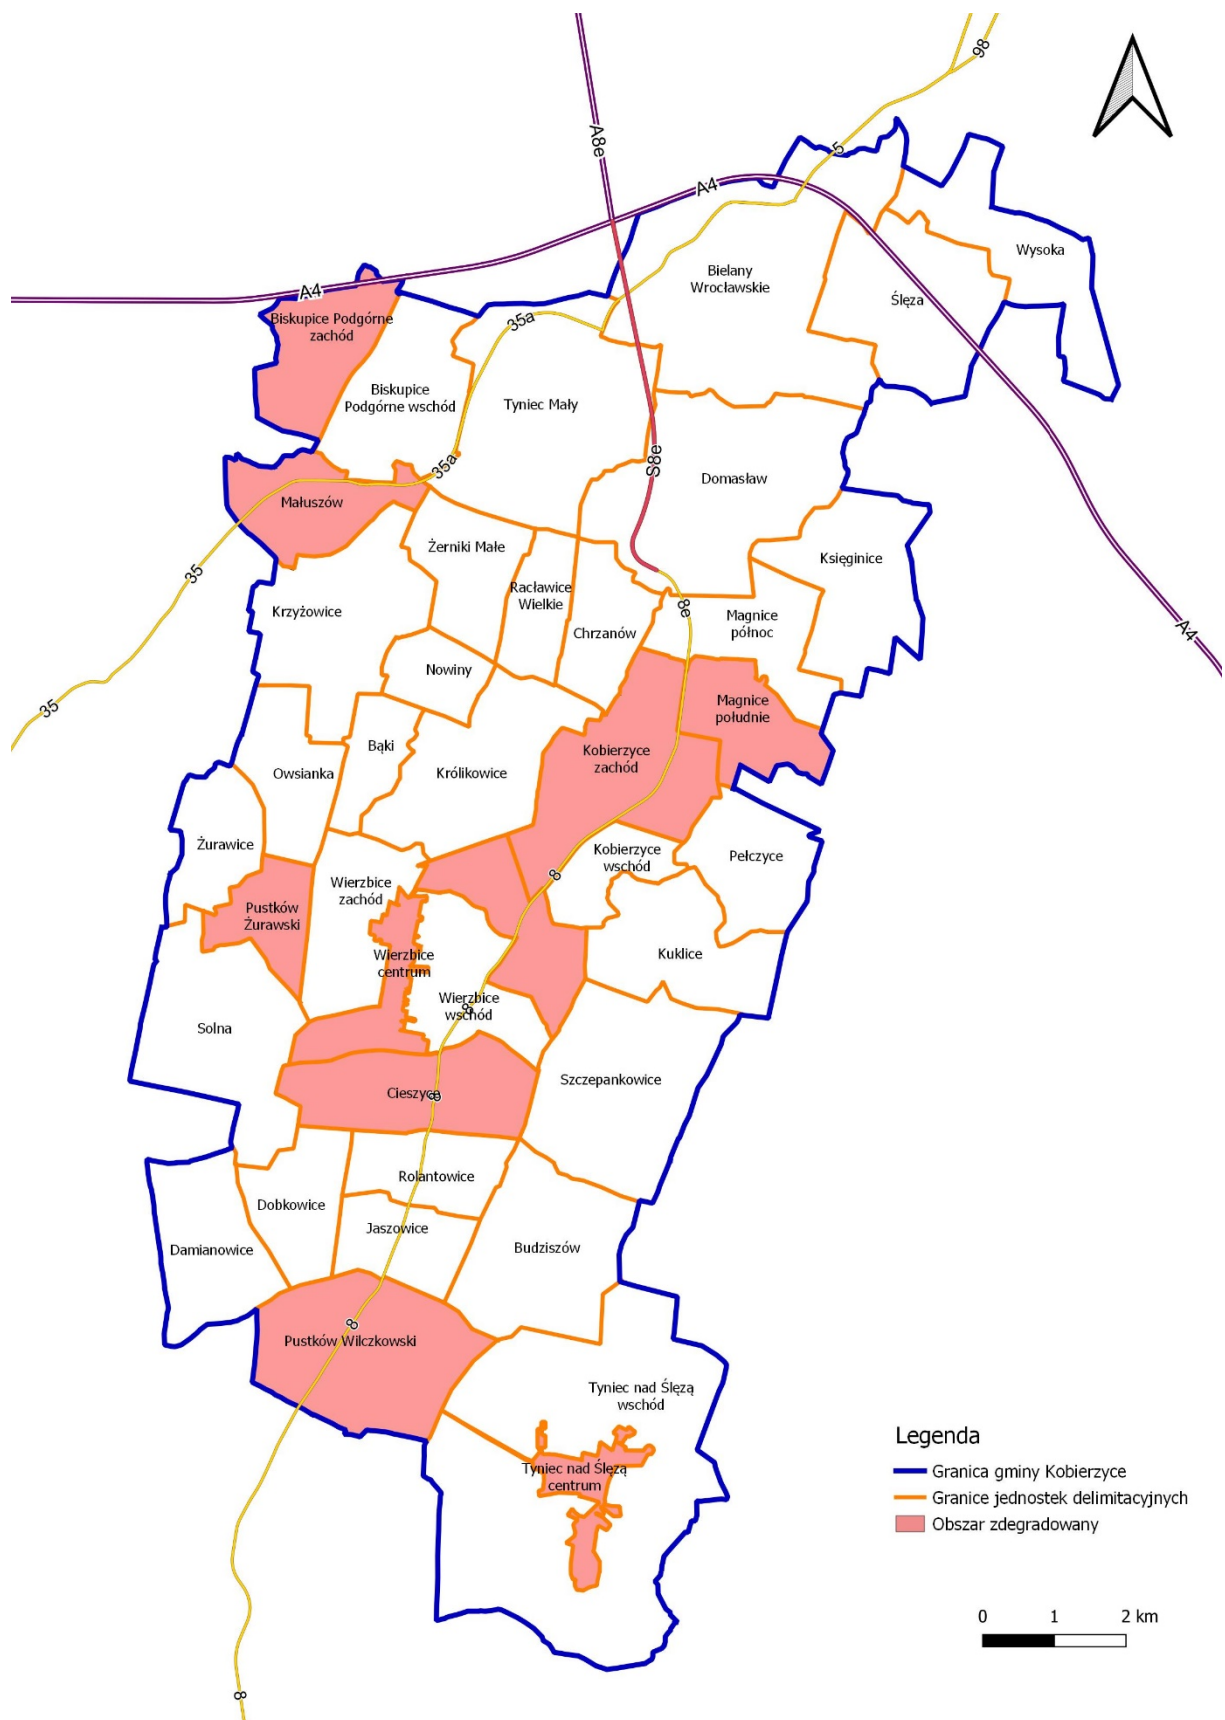 98
A8e
5
A4
Wysoka
Bielany
Wrocławskie
Ślęza
A4
Biskupice Podgórne
zachód
35a
Biskupice
Podgórne wschód
Tyniec Mały
S8e
35a
Domasław
Małuszów
Żerniki Małe
Księginice
35
Racławice
Wielkie
Krzyżowice
8e
Magnice
północ
Chrzanów
A4
Nowiny
35
Magnice
południe
Bąki
Kobierzyce
zachód
Owsianka
Królikowice
Żurawice
Kobierzyce
wschód
Pełczyce
8
Wierzbice
zachód
Pustków
Żurawski
Wierzbice
centrum
Kuklice
Wierzbice
wschód
8
Solna
Szczepankowice
Cieszyce
8
Rolantowice
Dobkowice
Jaszowice
Damianowice
Budziszów
8
Pustków Wilczkowski
Tyniec nad Ślęzą
wschód
Tyniec nad Ślęzą
centrum
8
Legenda
Granica gminy Kobierzyce
Granice jednostek delimitacyjnych
Obszar zdegradowany
0 1 2 km